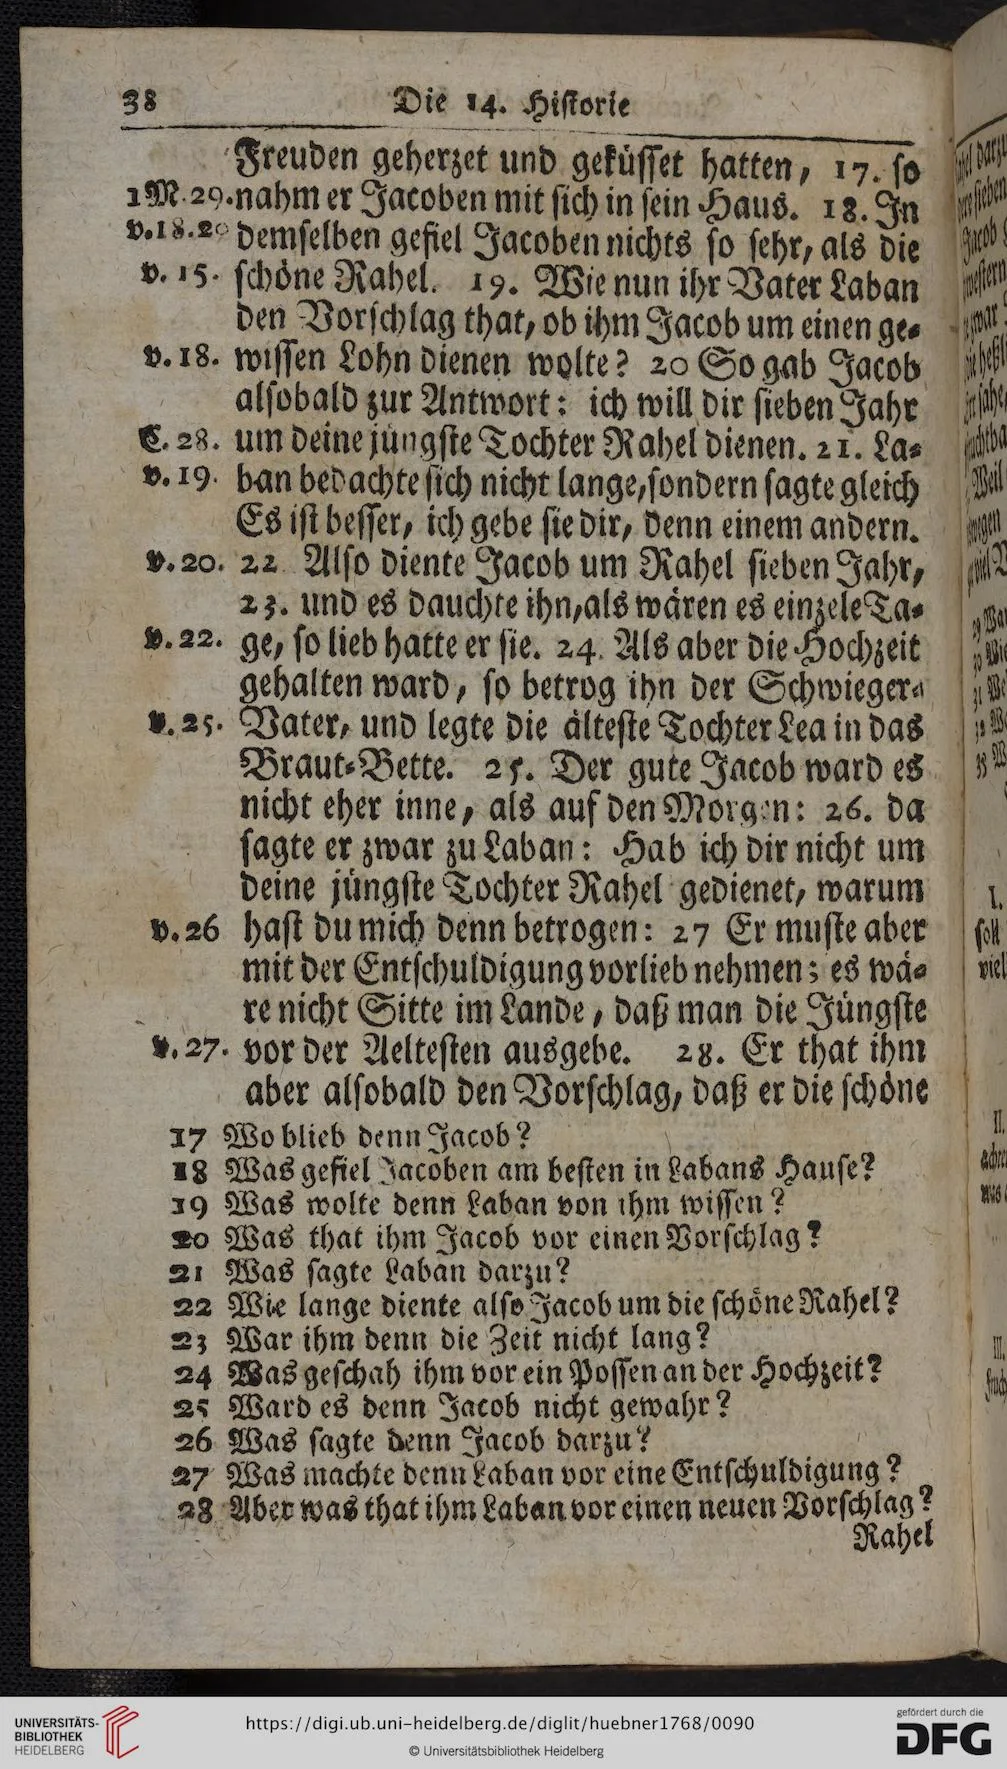 38 Die 14. Historie
Freuden geherzet und geküsset hatten, 17. so
1M.29. nahm er Jacoben mit sich in sein Haus. 18. In
v.18.20 demselben gefiel Jacoben nichts so sehr, als die
v. 15. schöne Rahel. 19. Wie nun ihr Vater Laban
den Vorschlag that, ob ihm Jacob um einen ge-
v. 18. wissen Lohn dienen wolte? 20 So gab Jacob
alsobald zur Antwort: ich will dir sieben Jahr
C. 28. um deine jüngste Tochter Rahel dienen. 21. La-
v. 19. ban bedachte sich nicht lange, sondern sagte gleich
Es ist besser, ich gebe sie dir, denn einem andern.
v. 20. 22 Also diente Jacob um Rahel sieben Jahr,
23. und es dauchte ihn, als wären es einzele Ta-
v. 22. ge, so lieb hatte er sie. 24. Als aber die Hochzeit
gehalten ward, so betrog ihn der Schwieger-
v. 25. Vater, und legte die älteste Tochter Lea in das
Braut-Bette. 25. Der gute Jacob ward es
nicht eher inne, als auf den Morgen: 26. da
sagte er zwar zu Laban: Hab ich dir nicht um
deine jüngste Tochter Rahel gedienet, warum
v. 26 hast du mich denn betrogen: 27 Er muste aber
mit der Entschuldigung vorlieb nehmen; es wä-
re nicht Sitte im Lande, daß man die Jüngste
v. 27. vor der Aeltesten ausgebe. 28. Er that ihm
aber alsobald den Vorschlag, daß er die schöne
17 Wo blieb denn Jacob?
18 Was gefiel Jacoben am besten in Labans Hause?
19 Was wolte denn Laban von ihm wissen?
20 Was that ihm Jacob vor einen Vorschlag?
21 Was sagte Laban darzu?
22 Wie lange diente also Jacob um die schöne Rahel?
23 War ihm denn die Zeit nicht lang?
24 Was geschah ihm vor ein Possen an der Hochzeit?
25 Ward es denn Jacob nicht gewahr?
26 Was sagte denn Jacob darzu?
27 Was machte denn Laban vor eine Entschuldigung?
28 Aber was that ihm Laban vor einen neuen Vorschlag?
Rahel
UNIVERSITÄTS-
BIBLIOTHEK
HEIDELBERG
https://digi.ub.uni-heidelberg.de/diglit/huebner1768/0090
© Universitätsbibliothek Heidelberg
gefördert durch die
DFG